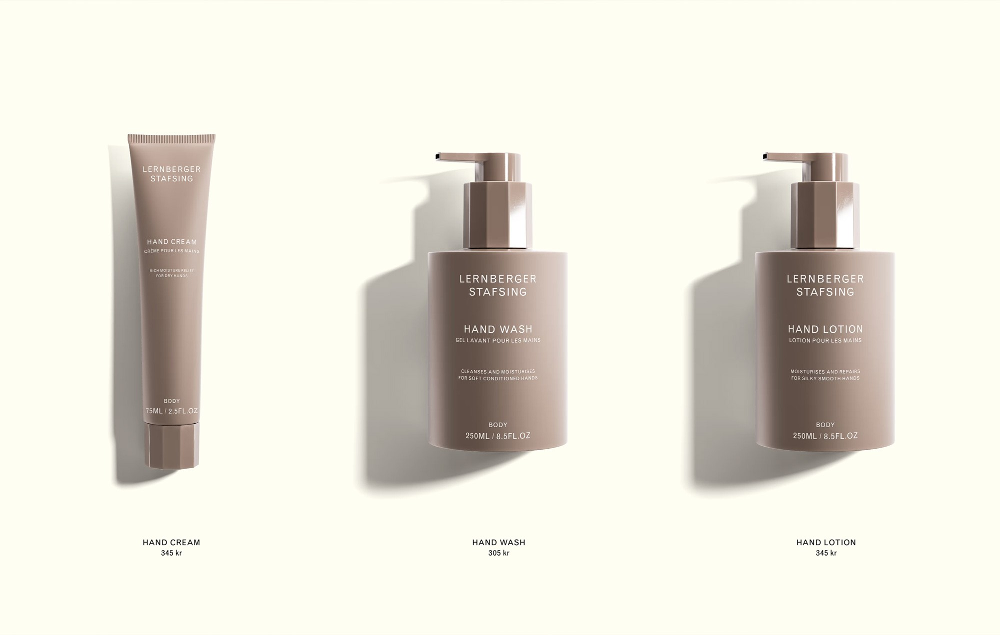 LERNBERGER
STAFSING
HAND CREAM
CRÈME POUR LES MAINS
RICH MOISTURE RELIEF
FOR DRY HANDS
BODY
75ML / 2.5FL.OZ
HAND CREAM
345 kr
LERNBERGER
STAFSING
HAND WASH
GEL LAVANT POUR LES MAINS
CLEANSES AND MOISTURISES
FOR SOFT CONDITIONED HANDS
BODY
250ML / 8.5FL.OZ
HAND WASH
305 kr
LERNBERGER
STAFSING
HAND LOTION
LOTION POUR LES MAINS
MOISTURISES AND REPAIRS
FOR SILKY SMOOTH HANDS
BODY
250ML / 8.5FL.OZ
HAND LOTION
345 kr